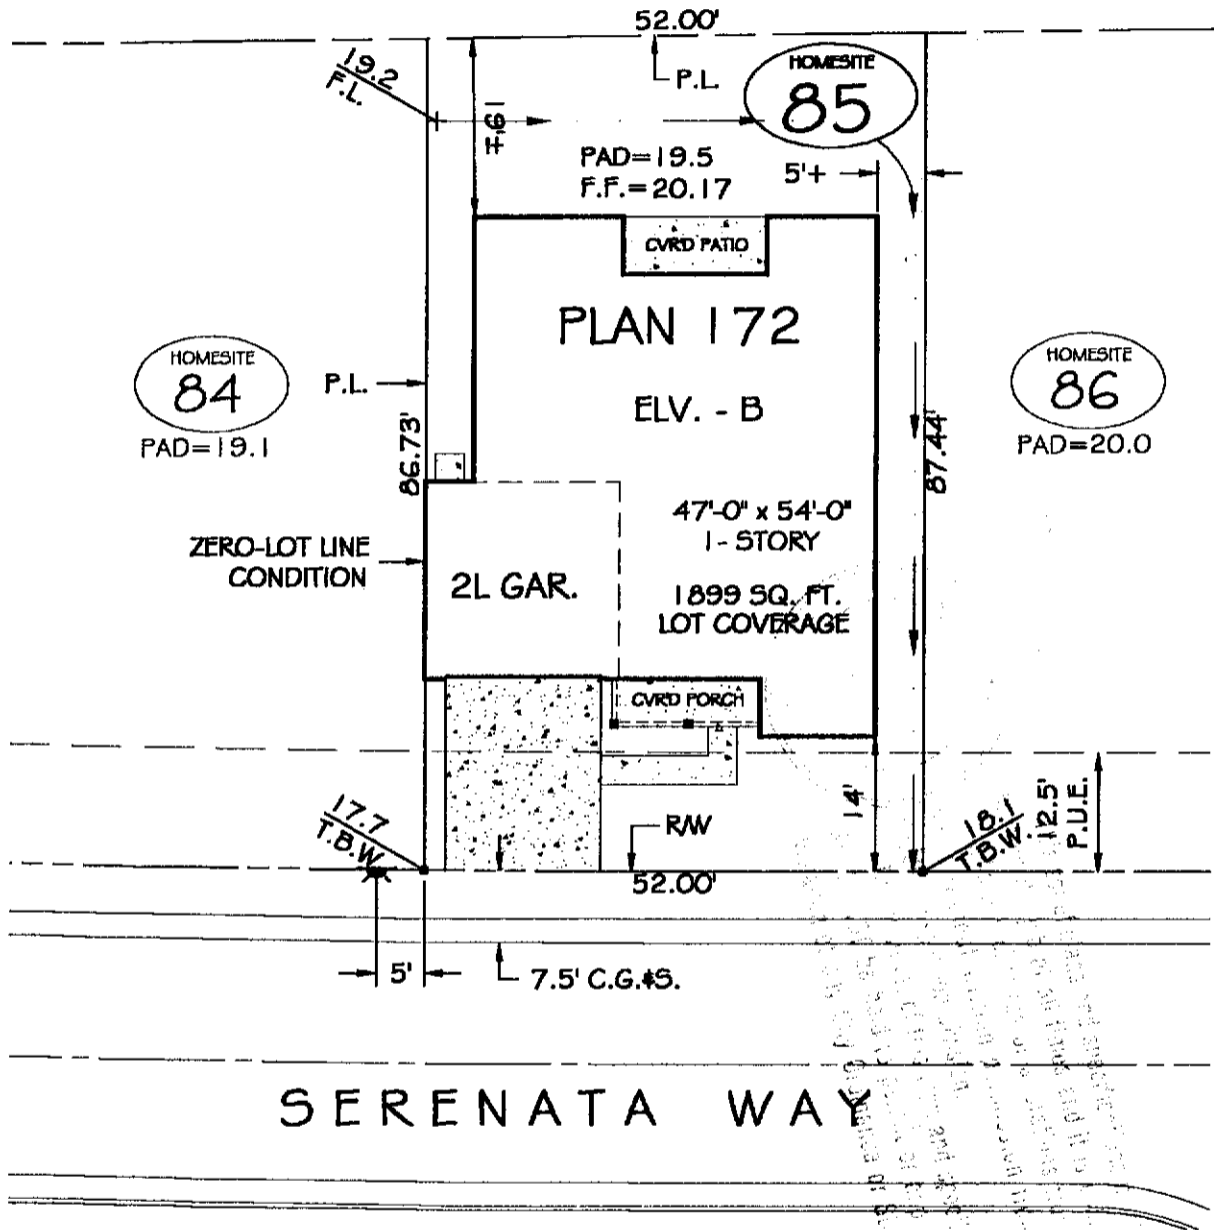 52.00'
19.2
F.L.
P.L.
HOMESITE
85
19'±
PAD=19.5
F.F.=20.17
5'+
CVR'D PATIO
PLAN 172
ELV. - B
HOMESITE
84
PAD=19.1
P.L.
86.73'
HOMESITE
86
PAD=20.0
87.44'
47'-0" x 54'-0"
1 - STORY
ZERO-LOT LINE
CONDITION
2L GAR.
1899 SQ. FT.
LOT COVERAGE
CVR'D PORCH
17.7
T.B.W.
R/W
14'
18.1
T.B.W.
12.5'
P.U.E.
52.00'
5'
7.5' C.G.&S.
SERENATA WAY